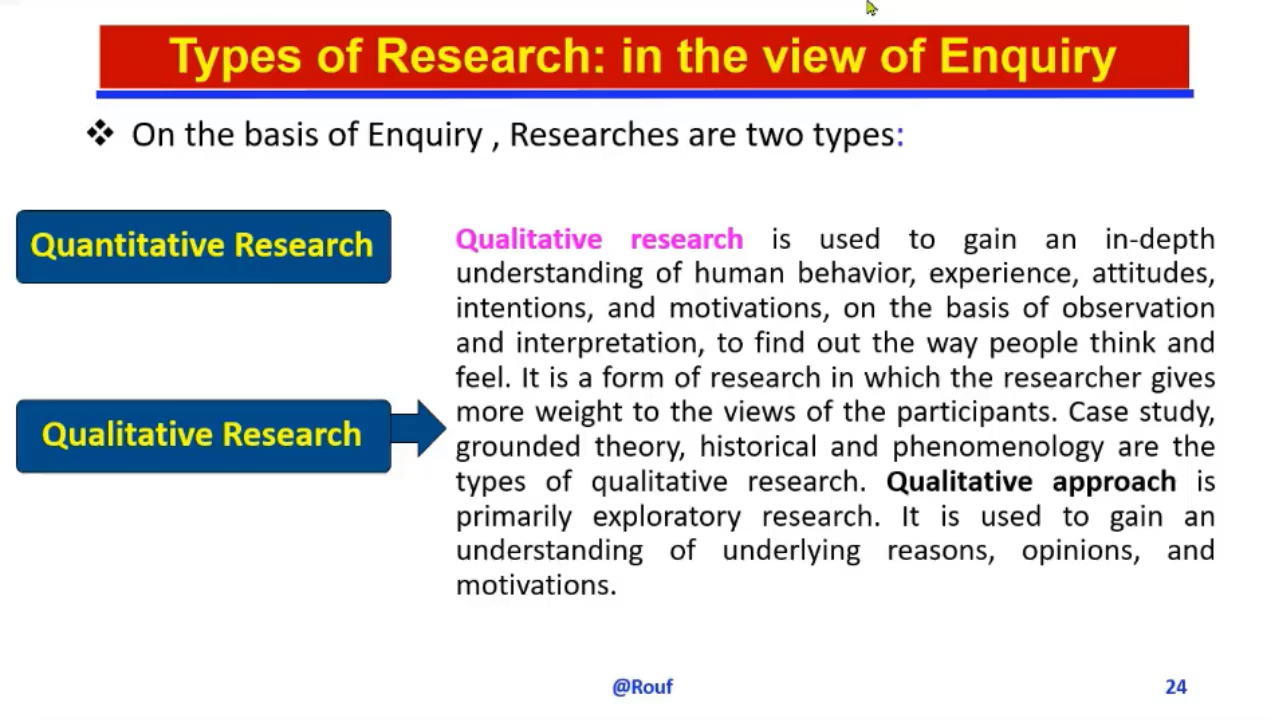 Types of Research: in the view of Enquiry
❖ On the basis of Enquiry , Researches are two types:
Quantitative Research
Qualitative Research
Qualitative research is used to gain an in-depth
understanding of human behavior, experience, attitudes,
intentions, and motivations, on the basis of observation
and interpretation, to find out the way people think and
feel. It is a form of research in which the researcher gives
more weight to the views of the participants. Case study,
grounded theory, historical and phenomenology are the
types of qualitative research. Qualitative approach is
primarily exploratory research. It is used to gain an
understanding of underlying reasons, opinions, and
motivations.
@Rouf
24